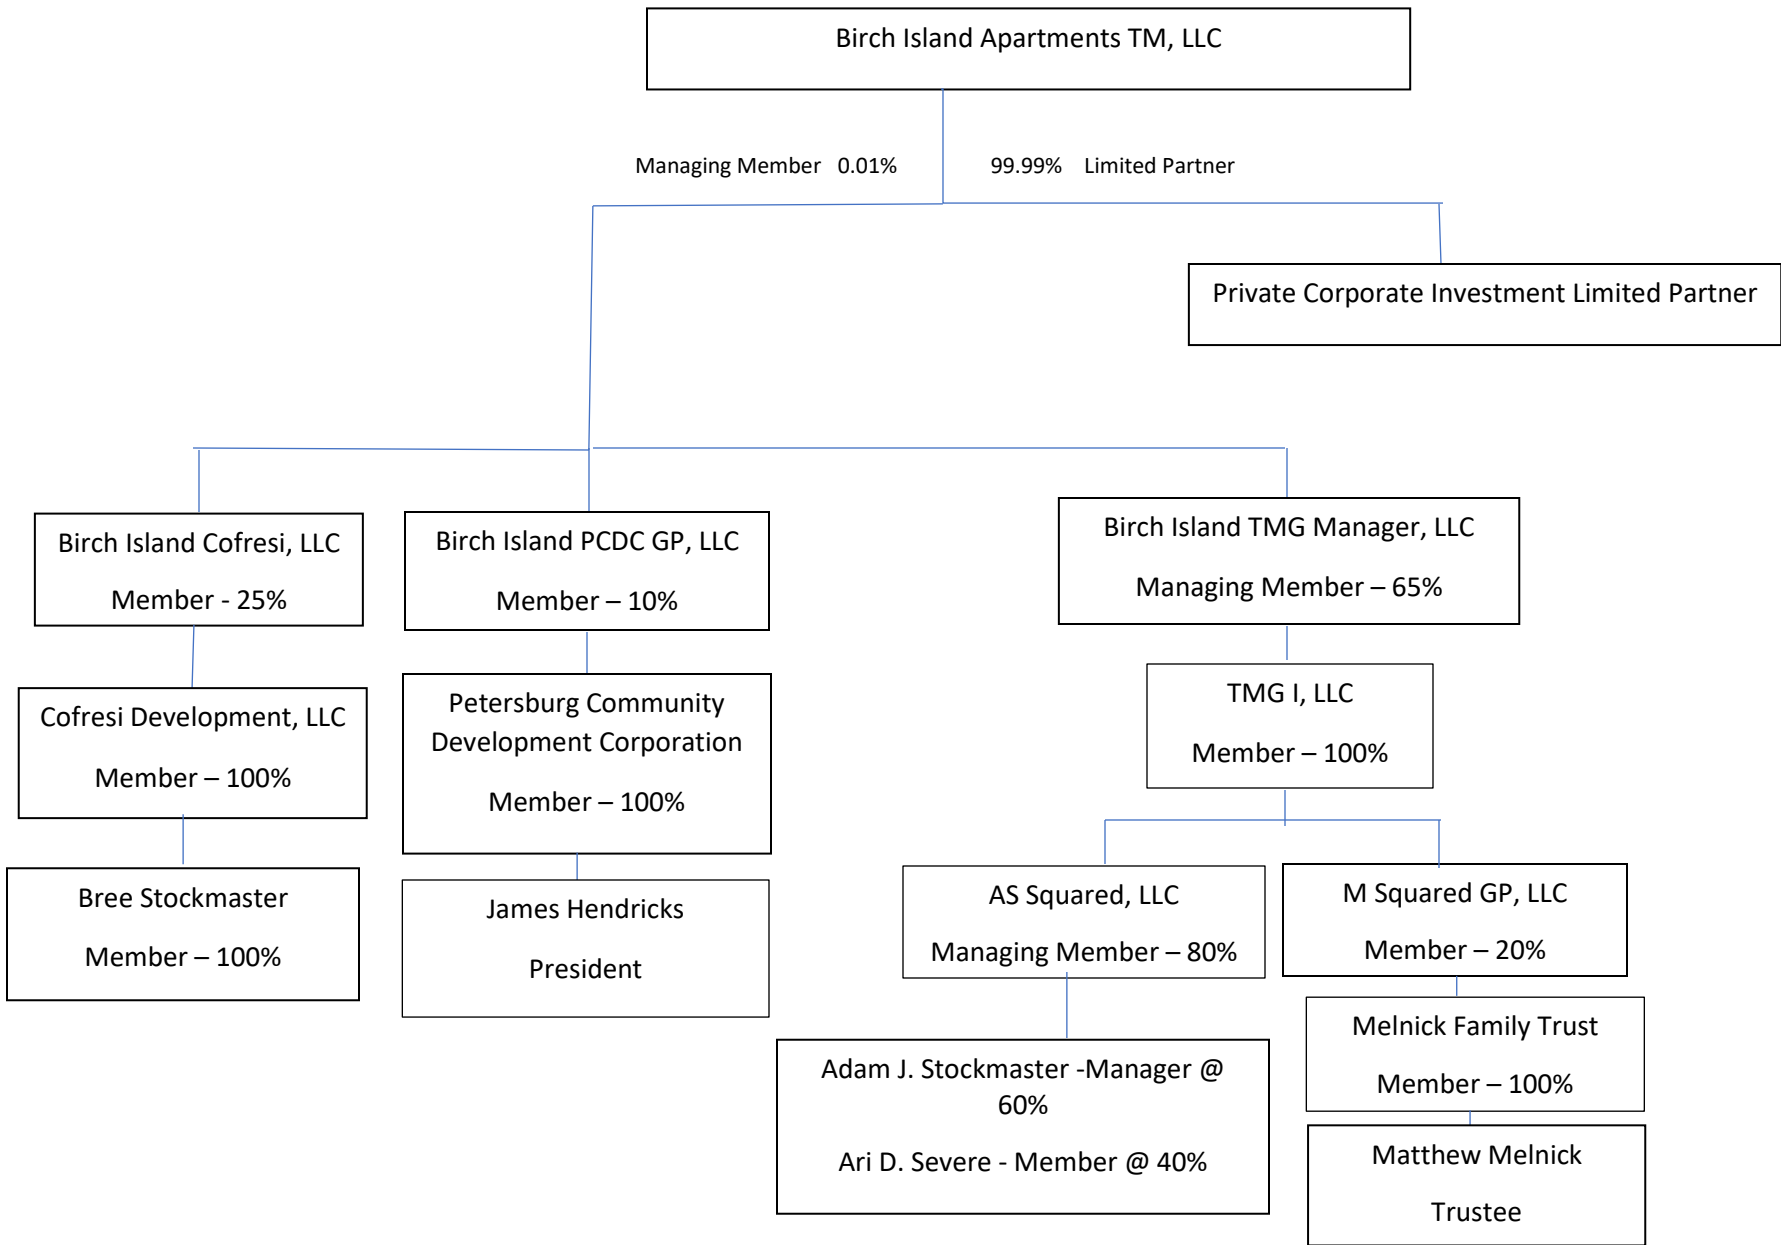 Birch Island Apartments TM, LLC
Managing Member 0.01%
99.99% Limited Partner
Private Corporate Investment Limited Partner
Birch Island Cofresi, LLC
Member - 25%
Birch Island PCDC GP, LLC
Member – 10%
Birch Island TMG Manager, LLC
Managing Member – 65%
Cofresi Development, LLC
Member – 100%
Petersburg Community
Development Corporation
Member – 100%
TMG I, LLC
Member – 100%
Bree Stockmaster
Member – 100%
James Hendricks
President
AS Squared, LLC
Managing Member – 80%
M Squared GP, LLC
Member – 20%
Adam J. Stockmaster -Manager @
60%
Ari D. Severe - Member @ 40%
Melnick Family Trust
Member – 100%
Matthew Melnick
Trustee